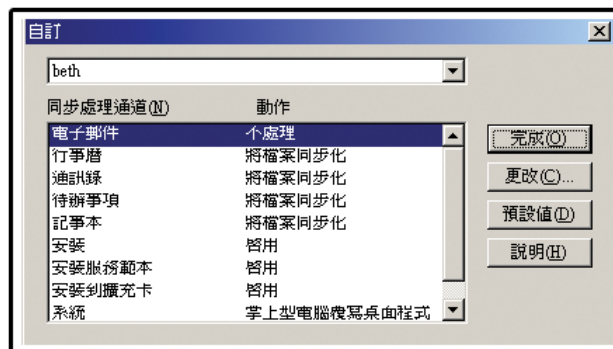 自訂
beth
同步處理通道(N) 動作
電子郵件 不處理
行事曆 將檔案同步化
通訊錄 將檔案同步化
待辦事項 將檔案同步化
記事本 將檔案同步化
安裝 啓用
安裝服務範本 啓用
安裝到擴充卡 啓用
系統 掌上型電腦覆寫桌面程式
完成(O)
更改(C)...
預設值(D)
説明(H)